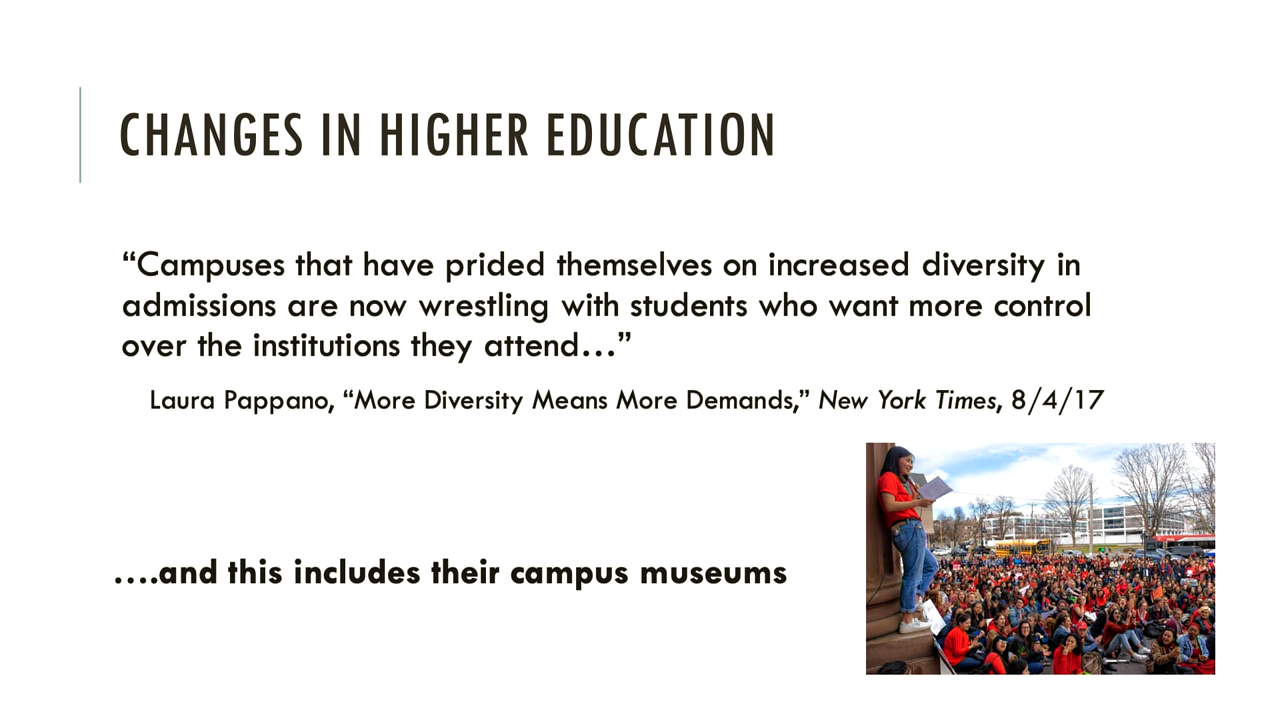 CHANGES IN HIGHER EDUCATION
“Campuses that have prided themselves on increased diversity in
admissions are now wrestling with students who want more control
over the institutions they attend…”
Laura Pappano, “More Diversity Means More Demands,” New York Times, 8/4/17
….and this includes their campus museums